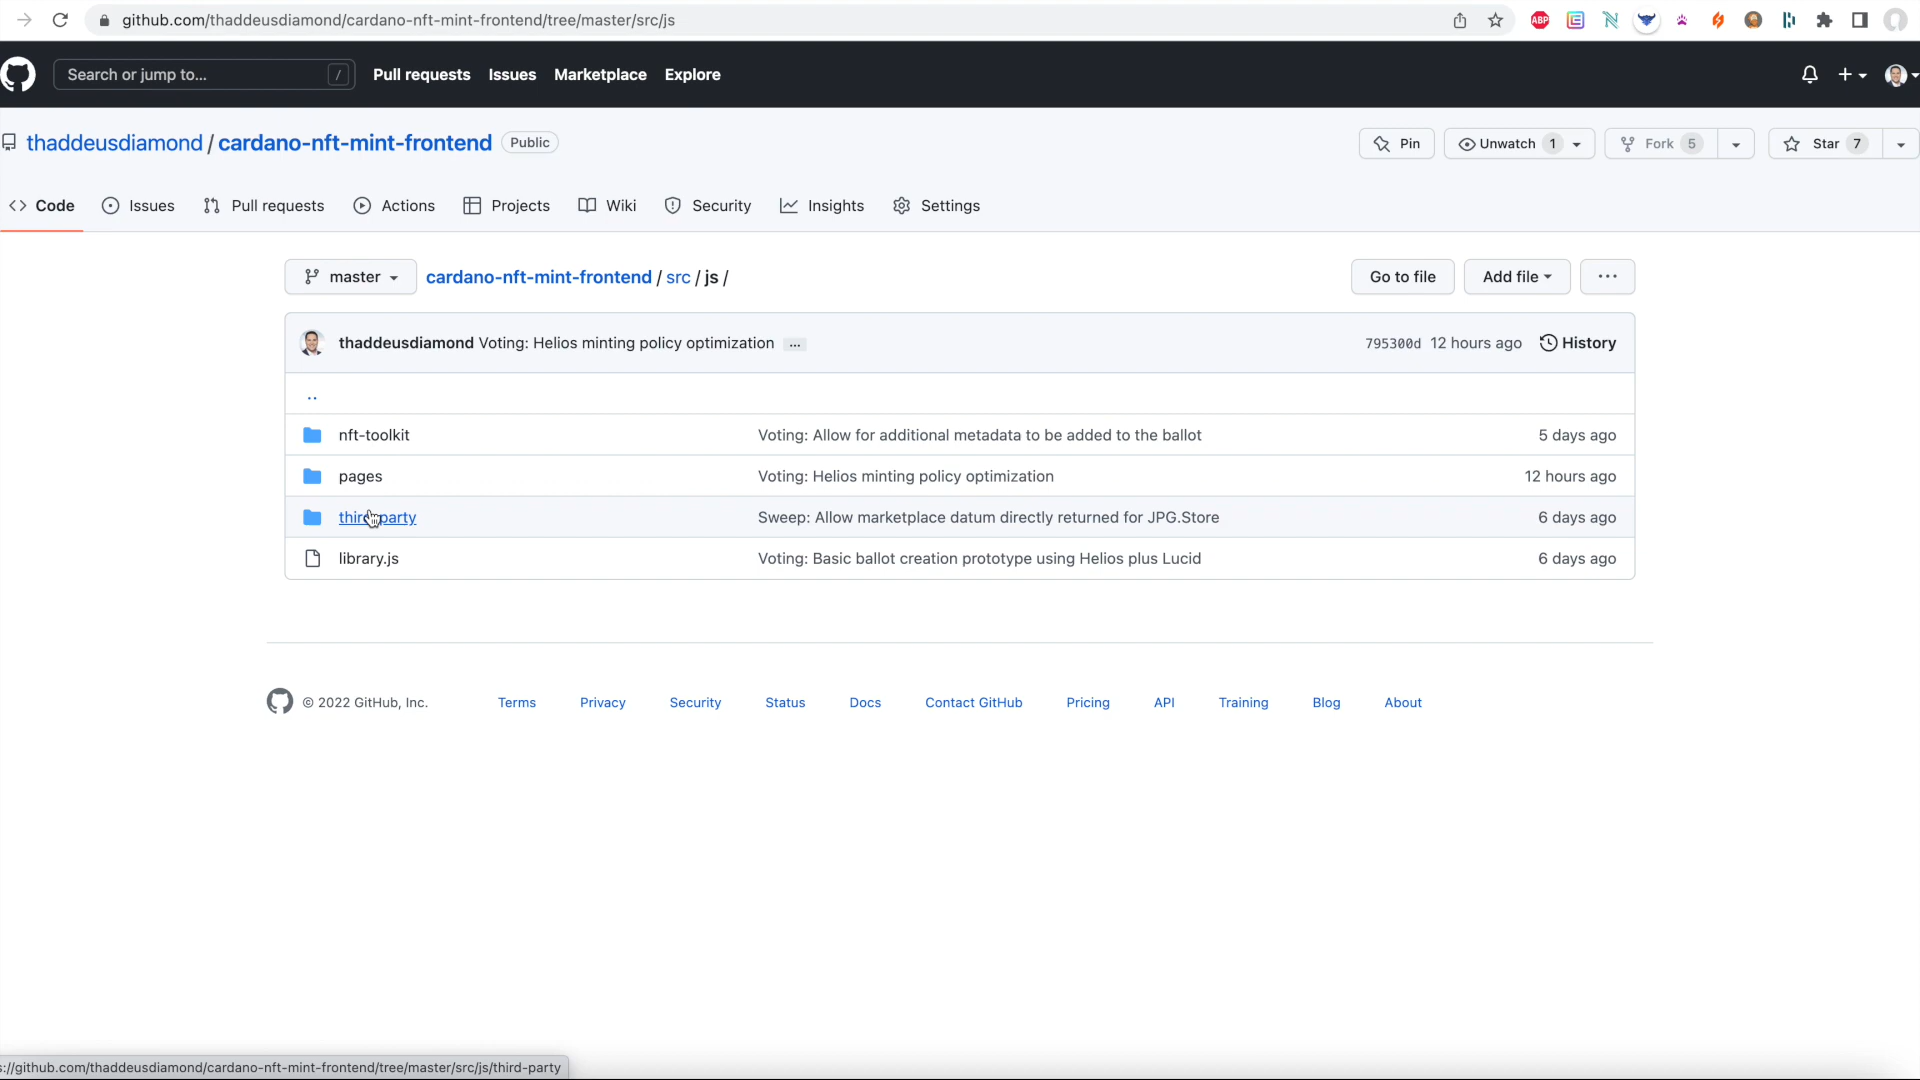 github.com/thaddeusdiamond/cardano-nft-mint-frontend/tree/master/src/js
ABP
Search or jump to... /
Pull requests Issues Marketplace Explore
thaddeusdiamond / cardano-nft-mint-frontend Public
Pin Unwatch 1 Fork 5 Star 7
Code Issues Pull requests Actions Projects Wiki Security Insights Settings
master cardano-nft-mint-frontend / src / js / Go to file Add file ...
thaddeusdiamond Voting: Helios minting policy optimization ... 795300d 12 hours ago History
..
nft-toolkit Voting: Allow for additional metadata to be added to the ballot 5 days ago
pages Voting: Helios minting policy optimization 12 hours ago
third-party Sweep: Allow marketplace datum directly returned for JPG.Store 6 days ago
library.js Voting: Basic ballot creation prototype using Helios plus Lucid 6 days ago
© 2022 GitHub, Inc. Terms Privacy Security Status Docs Contact GitHub Pricing API Training Blog About
s://github.com/thaddeusdiamond/cardano-nft-mint-frontend/tree/master/src/js/third-party